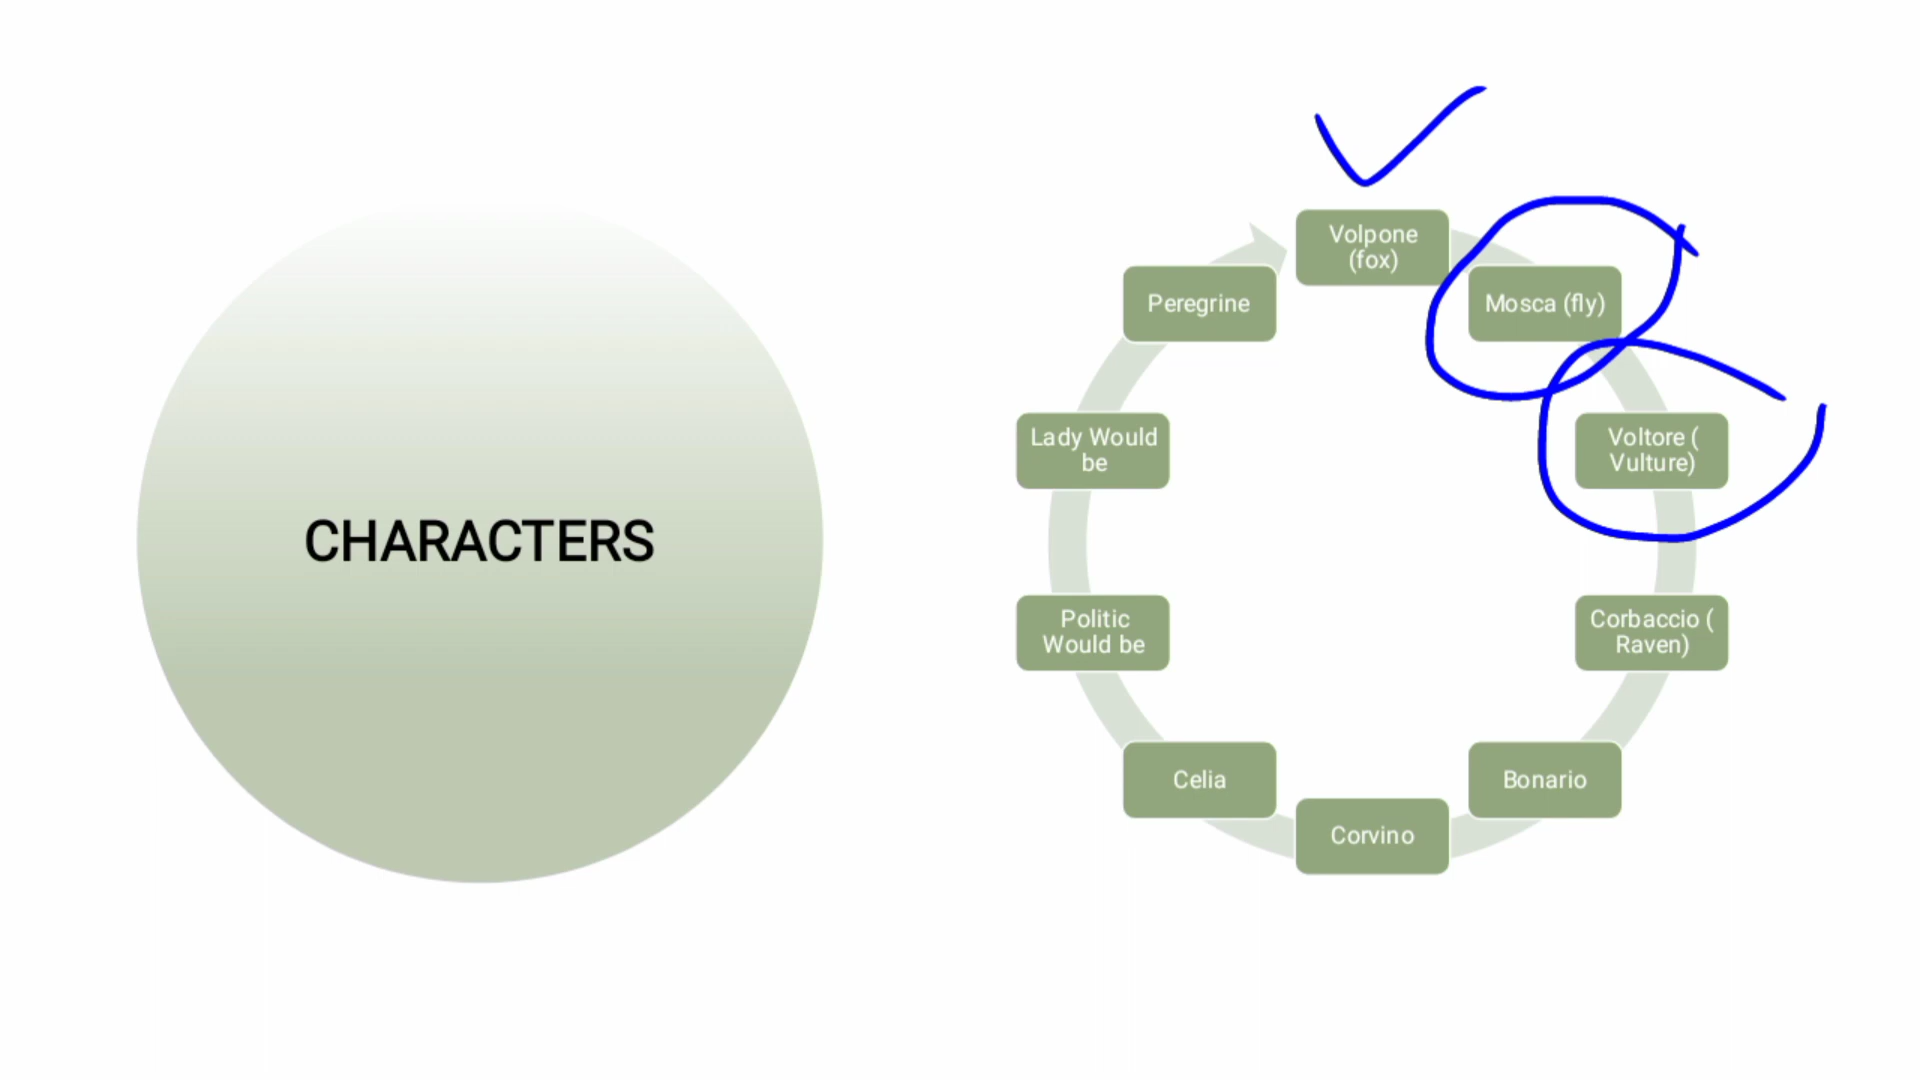 CHARACTERS
Volpone
(fox)
Mosca (fly)
Voltore (
Vulture)
Corbaccio (
Raven)
Bonario
Corvino
Celia
Politic
Would be
Lady Would
be
Peregrine